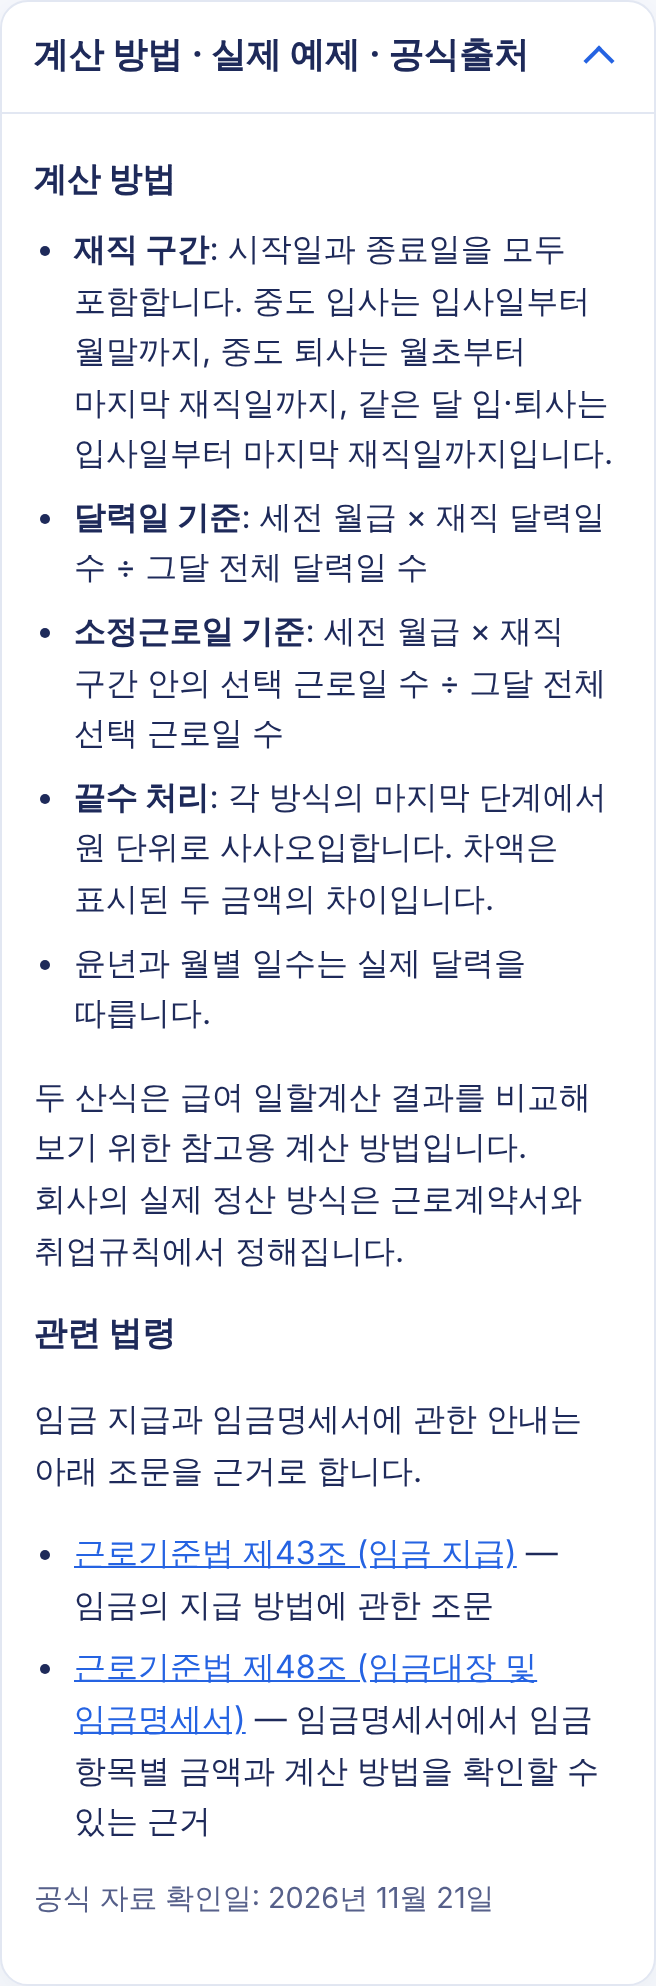 계산 방법 · 실제 예제 · 공식출처
계산 방법
• 재직 구간: 시작일과 종료일을 모두
포함합니다. 중도 입사는 입사일부터
월말까지, 중도 퇴사는 월초부터
마지막 재직일까지, 같은 달 입·퇴사는
입사일부터 마지막 재직일까지입니다.
• 달력일 기준: 세전 월급 × 재직 달력일
수 ÷ 그달 전체 달력일 수
• 소정근로일 기준: 세전 월급 × 재직
구간 안의 선택 근로일 수 ÷ 그달 전체
선택 근로일 수
• 끝수 처리: 각 방식의 마지막 단계에서
원 단위로 사사오입합니다. 차액은
표시된 두 금액의 차이입니다.
• 윤년과 월별 일수는 실제 달력을
따릅니다.
두 산식은 급여 일할계산 결과를 비교해
보기 위한 참고용 계산 방법입니다.
회사의 실제 정산 방식은 근로계약서와
취업규칙에서 정해집니다.
관련 법령
임금 지급과 임금명세서에 관한 안내는
아래 조문을 근거로 합니다.
• 근로기준법 제43조 (임금 지급) —
임금의 지급 방법에 관한 조문
• 근로기준법 제48조 (임금대장 및
임금명세서) — 임금명세서에서 임금
항목별 금액과 계산 방법을 확인할 수
있는 근거
공식 자료 확인일: 2026년 11월 21일